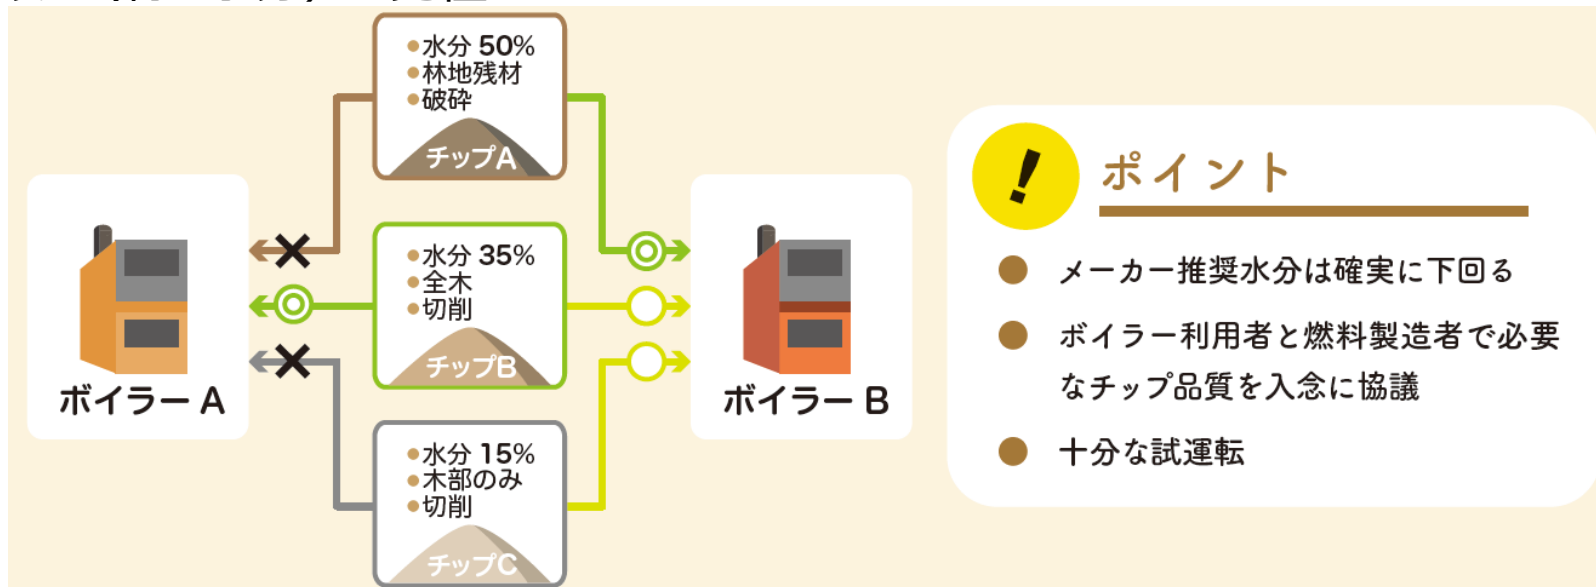 水分 50%
林地残材
破砕
チップA
水分 35%
全木
切削
チップB
水分 15%
木部のみ
切削
チップC
ボイラー A
ボイラー B
!
ポイント
メーカー推奨水分は確実に下回る
ボイラー利用者と燃料製造者で必要
なチップ品質を入念に協議
十分な試運転